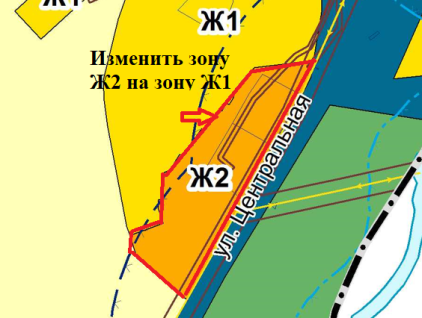 Ж1
Ж1
Изменить зону
Ж2 на зону Ж1
Ж2
ул. Центральная